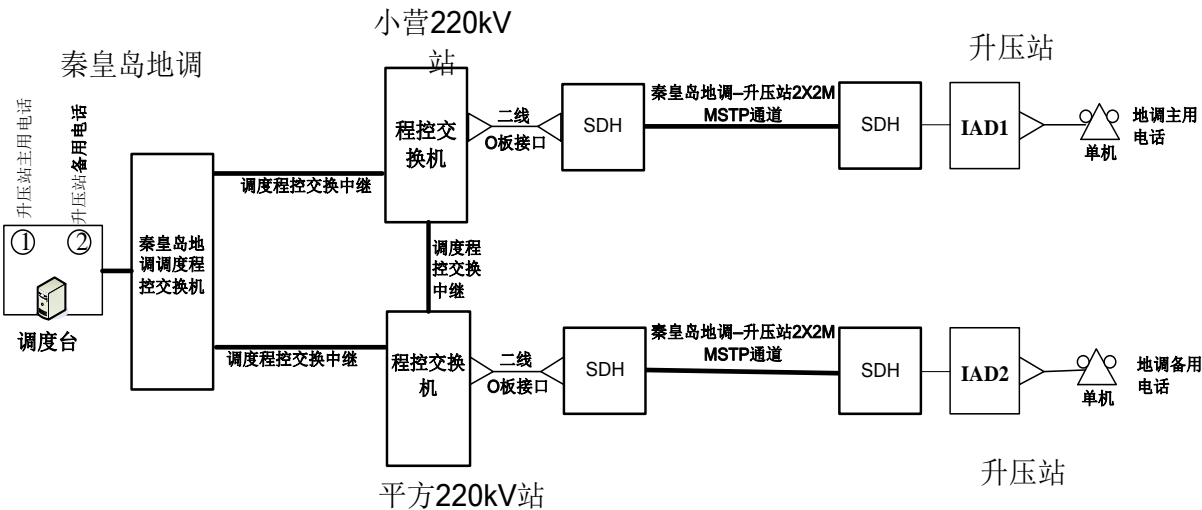 小营220kV
站
秦皇岛地调
升压站
升压站主用电话
升压站备用电话
①
②
调度台
秦皇岛地
调调度程
控交换机
调度程控交换中继
程控交
换机
二线
O板接口
SDH
秦皇岛地调–升压站2X2M
MSTP通道
SDH
IAD1
单机
地调主用
电话
调度程
控交换
中继
调度程控交换中继
程控交换
机
二线
O板接口
SDH
秦皇岛地调–升压站2X2M
MSTP通道
SDH
IAD2
单机
地调备用
电话
平方220kV站
升压站